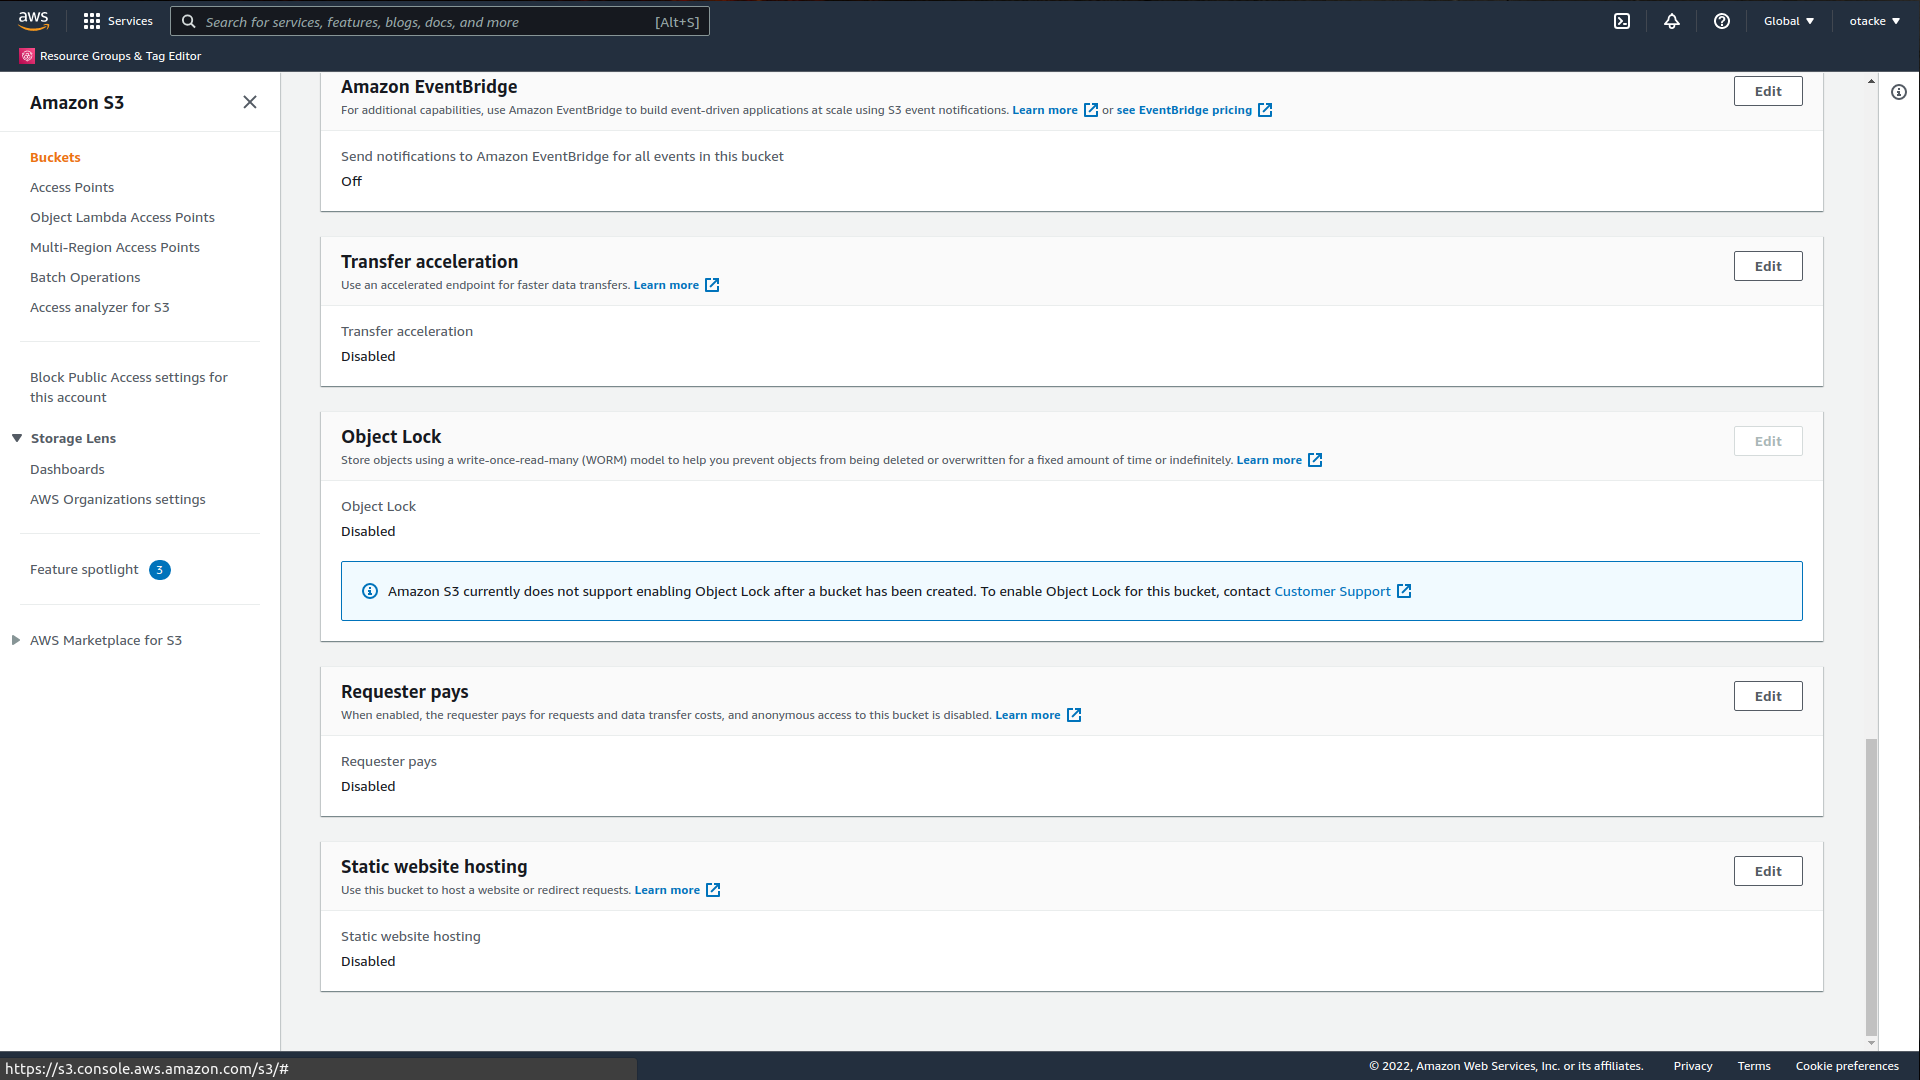 aws
Services
Search for services, features, blogs, docs, and more
[Alt+S]
Global
otacke
Resource Groups & Tag Editor
Amazon S3
Buckets
Access Points
Object Lambda Access Points
Multi-Region Access Points
Batch Operations
Access analyzer for S3
Block Public Access settings for
this account
Storage Lens
Dashboards
AWS Organizations settings
Feature spotlight 3
AWS Marketplace for S3
Amazon EventBridge
Edit
For additional capabilities, use Amazon EventBridge to build event-driven applications at scale using S3 event notifications. Learn more or see EventBridge pricing
Send notifications to Amazon EventBridge for all events in this bucket
Off
Transfer acceleration
Edit
Use an accelerated endpoint for faster data transfers. Learn more
Transfer acceleration
Disabled
Object Lock
Edit
Store objects using a write-once-read-many (WORM) model to help you prevent objects from being deleted or overwritten for a fixed amount of time or indefinitely. Learn more
Object Lock
Disabled
Amazon S3 currently does not support enabling Object Lock after a bucket has been created. To enable Object Lock for this bucket, contact Customer Support
Requester pays
Edit
When enabled, the requester pays for requests and data transfer costs, and anonymous access to this bucket is disabled. Learn more
Requester pays
Disabled
Static website hosting
Edit
Use this bucket to host a website or redirect requests. Learn more
Static website hosting
Disabled
https://s3.console.aws.amazon.com/s3/#
© 2022, Amazon Web Services, Inc. or its affiliates.
Privacy
Terms
Cookie preferences